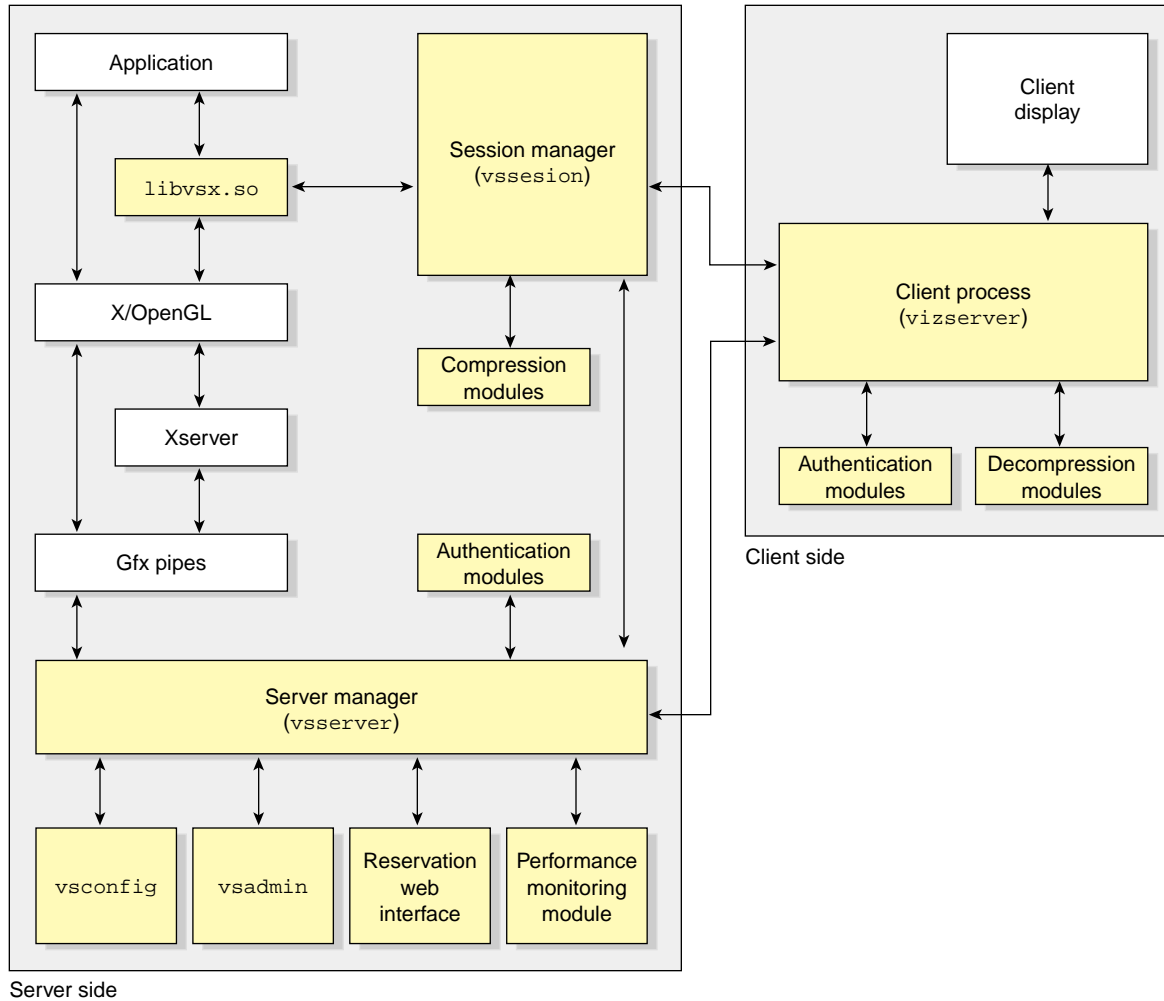 Application
libvsx.so
X/OpenGL
Xserver
Gfx pipes
Session manager
(vssesion)
Compression
modules
Authentication
modules
Server manager
(vsserver)
vsconfig
vsadmin
Reservation
web
interface
Performance
monitoring
module
Server side
Client
display
Client process
(vizserver)
Authentication
modules
Decompression
modules
Client side